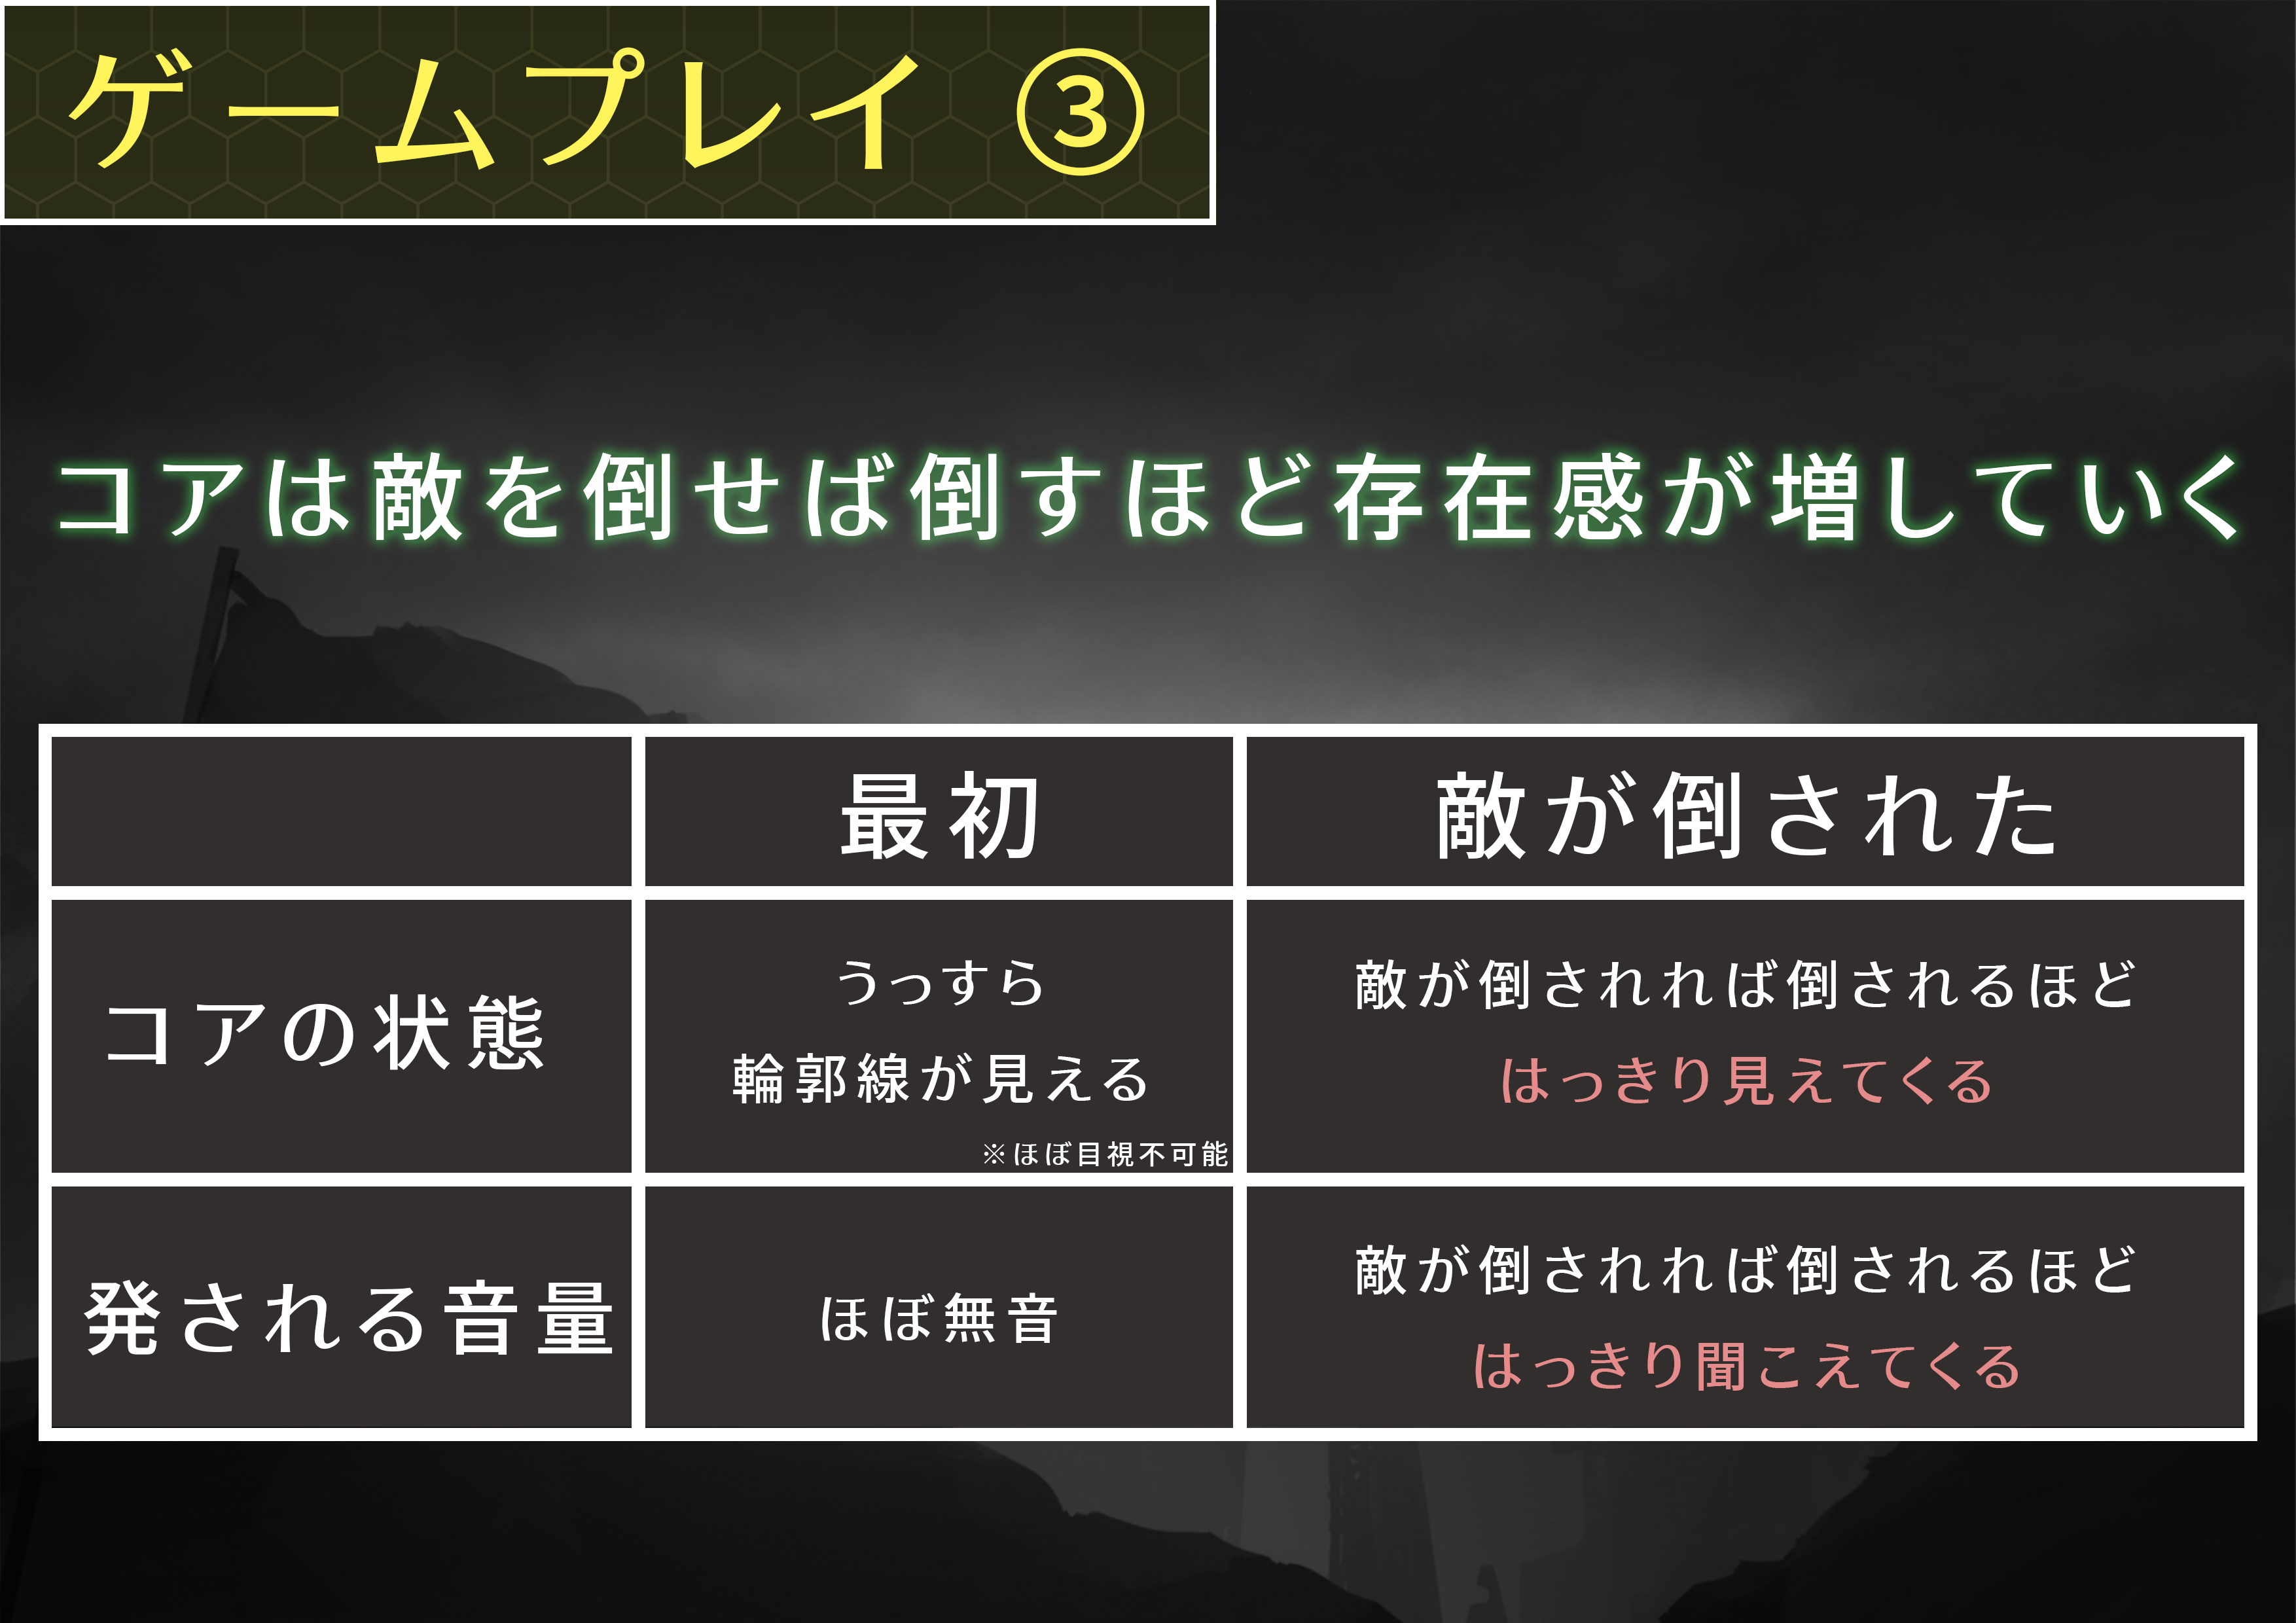 ゲームプレイ ③
コアは敵を倒せば倒すほど存在感が増していく
最初
敵が倒された
コアの状態
うっすら
輪郭線が見える
※ほぼ目視不可能
敵が倒されれば倒されるほど
はっきり見えてくる
発される音量
ほぼ無音
敵が倒されれば倒されるほど
はっきり聞こえてくる